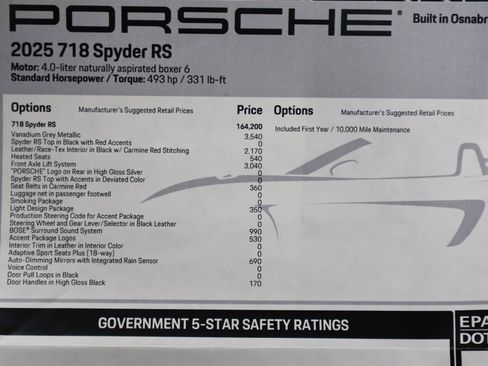 PORSCHE
Built in Osnabr
2025 718 Spyder RS
Motor: 4.0-liter naturally aspirated boxer 6
Standard Horsepower / Torque: 493 hp / 331 lb-ft
Options Manufacturer's Suggested Retail Prices Price
718 Spyder RS 164,200
Vanadium Grey Metallic 3,540
Spyder RS Top in Black with Red Accents 0
Leather/Race-Tex Interior in Black w/ Carmine Red Stitching 2,170
Heated Seats 540
Front Axle Lift System 3,040
"PORSCHE" Logo on Rear in High Gloss Silver 0
Spyder RS Top with Accents in Deviated Color 0
Seat Belts in Carmine Red 360
Luggage net in passenger footwell 0
Smoking Package 0
Light Design Package 350
Production Steering Code for Accent Package 0
Steering Wheel and Gear Lever/Selector in Black Leather 0
BOSE® Surround Sound System 990
Accent Package Logos 530
Interior Trim in Leather in Interior Color 0
Adaptive Sport Seats Plus (18-way) 0
Auto-Dimming Mirrors with Integrated Rain Sensor 690
Voice Control 0
Door Pull Loops in Black 0
Door Handles in High Gloss Black 170
Options Manufacturer's Suggested Retail Prices
Included First Year / 10,000 Mile Maintenance
GOVERNMENT 5-STAR SAFETY RATINGS
EPA
DOT